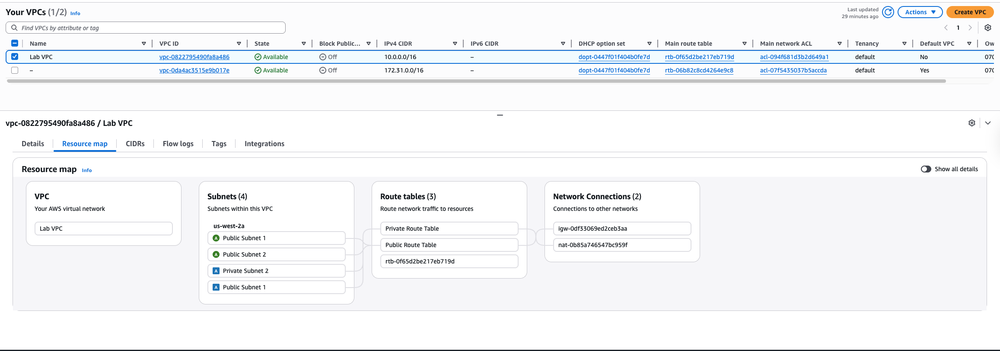 Your VPCs (1/2) Info
Last updated
29 minutes ago
Actions
Create VPC
Find VPCs by attribute or tag
1
Name VPC ID State Block Public... IPv4 CIDR IPv6 CIDR DHCP option set Main route table Main network ACL Tenancy Default VPC Ow
Lab VPC vpc-0822795490fa8a486 Available Off 10.0.0.0/16 – dopt-0447f01f404b0fe7d rtb-0f65d2be217eb719d acl-094f681d3b2d649a1 default No 070
– vpc-0da4ac3515e9b017e Available Off 172.31.0.0/16 – dopt-0447f01f404b0fe7d rtb-06b82c8cd4264e9c8 acl-07f5435037b5accda default Yes 070
vpc-0822795490fa8a486 / Lab VPC
Details Resource map CIDRs Flow logs Tags Integrations
Resource map Info
Show all details
VPC
Your AWS virtual network
Lab VPC
Subnets (4)
Subnets within this VPC
us-west-2a
A Public Subnet 1
A Public Subnet 2
A Private Subnet 2
A Public Subnet 1
Route tables (3)
Route network traffic to resources
Private Route Table
Public Route Table
rtb-0f65d2be217eb719d
Network Connections (2)
Connections to other networks
igw-0df33069ed2ceb3aa
nat-0b85a746547bc959f